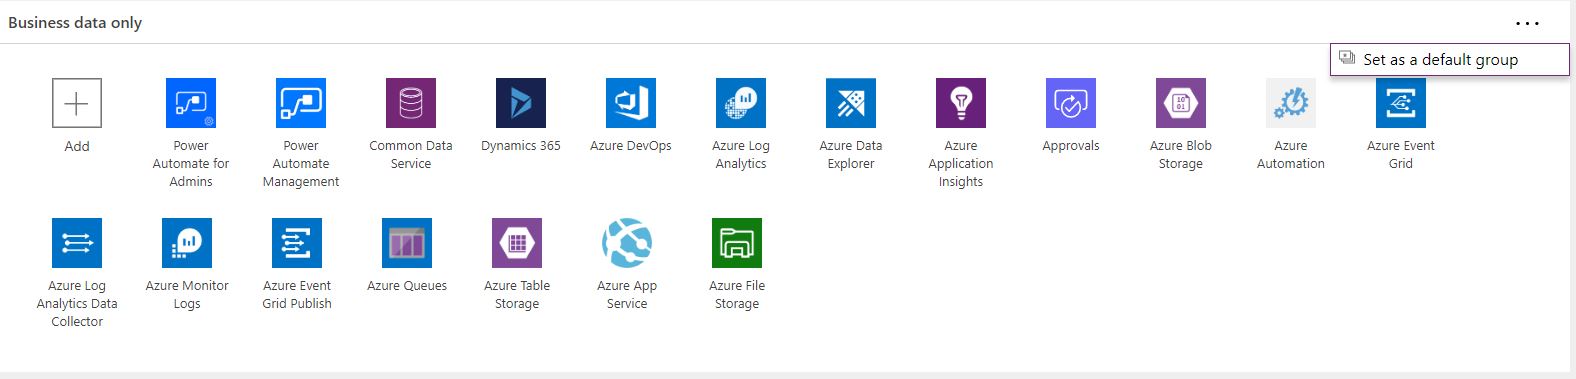 Business data only
...
Set as a default group
Add
Power
Automate for
Admins
Power
Automate
Management
Common Data
Service
Dynamics 365
Azure DevOps
Azure Log
Analytics
Azure Data
Explorer
Azure
Application
Insights
Approvals
10
01
Azure Blob
Storage
Azure
Automation
Azure Event
Grid
Azure Log
Analytics Data
Collector
Azure Monitor
Logs
Azure Event
Grid Publish
Azure Queues
Azure Table
Storage
Azure App
Service
Azure File
Storage